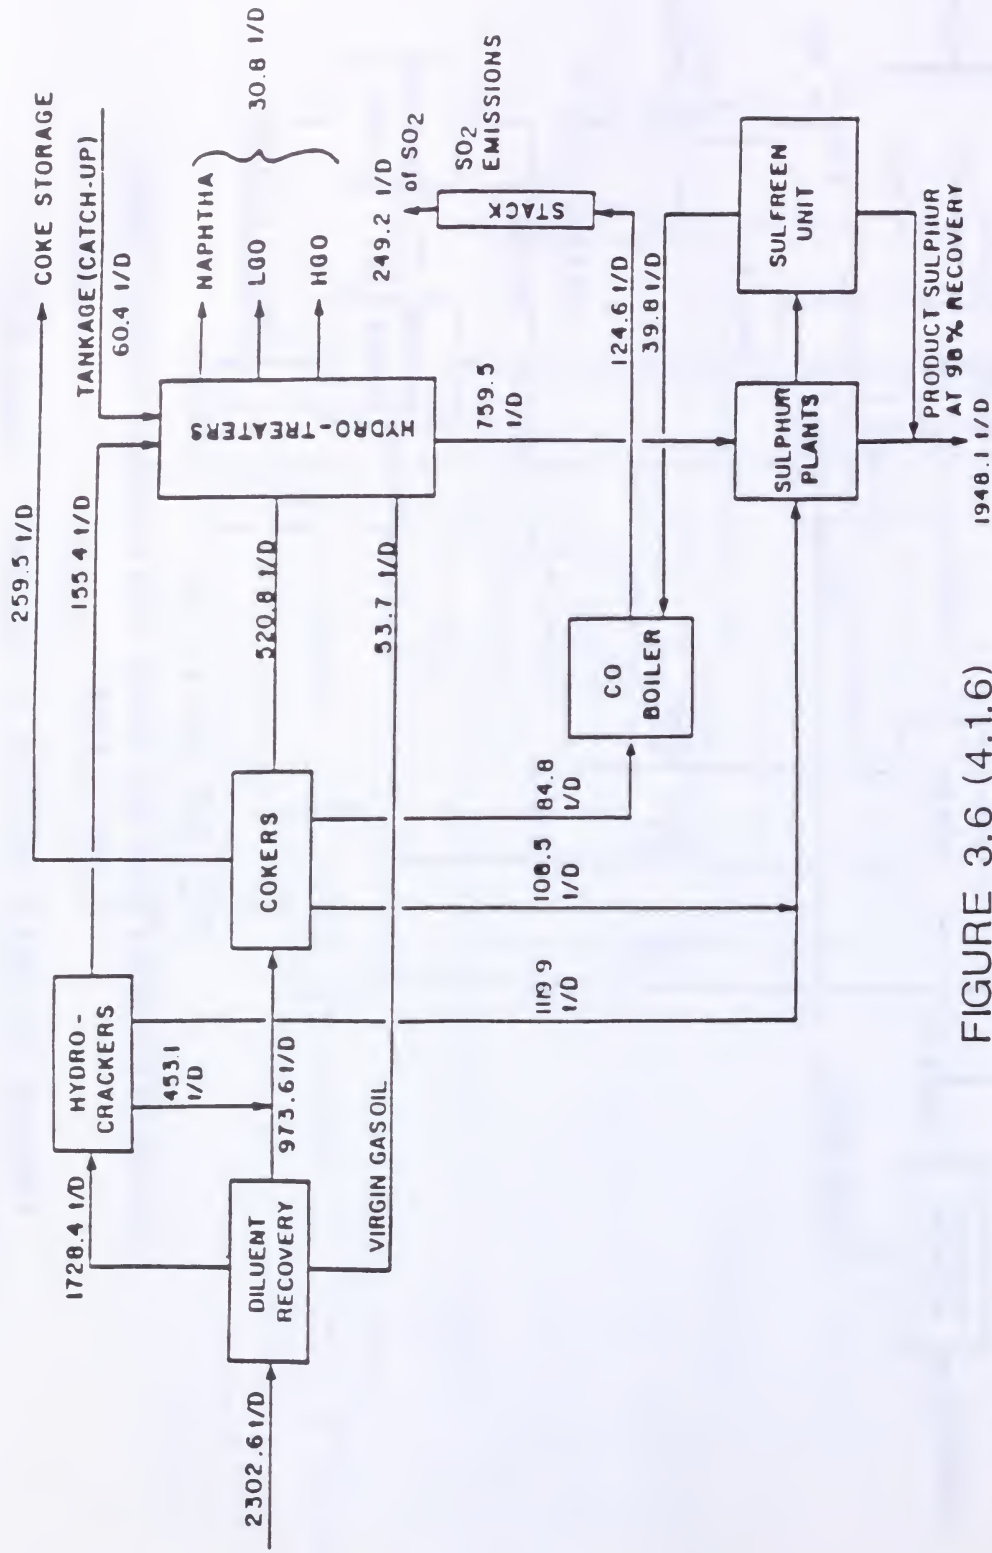 259.5 t/D
COKE STORAGE
TANKAGE (CATCH-UP)
60.4 t/D
155.4 t/D
1728.4 t/D
HYDRO-
CRACKERS
453.1
t/D
2302.6 t/D
DILUENT
RECOVERY
973.6 t/D
COKERS
520.8 t/D
HYDRO-TREATERS
NAPHTHA
LGO
HGO
30.8 t/D
VIRGIN GASOIL
53.7 t/D
249.2 t/D
of SO2
SO2
EMISSIONS
STACK
759.5
t/D
84.8
t/D
108.5
t/D
1119.9
t/D
CO
BOILER
124.6 t/D
39.8 t/D
SULPHUR
PLANTS
SULFREEN
UNIT
PRODUCT SULPHUR
AT 98% RECOVERY
1948.1 t/D
FIGURE 3.6 (4.1.6)